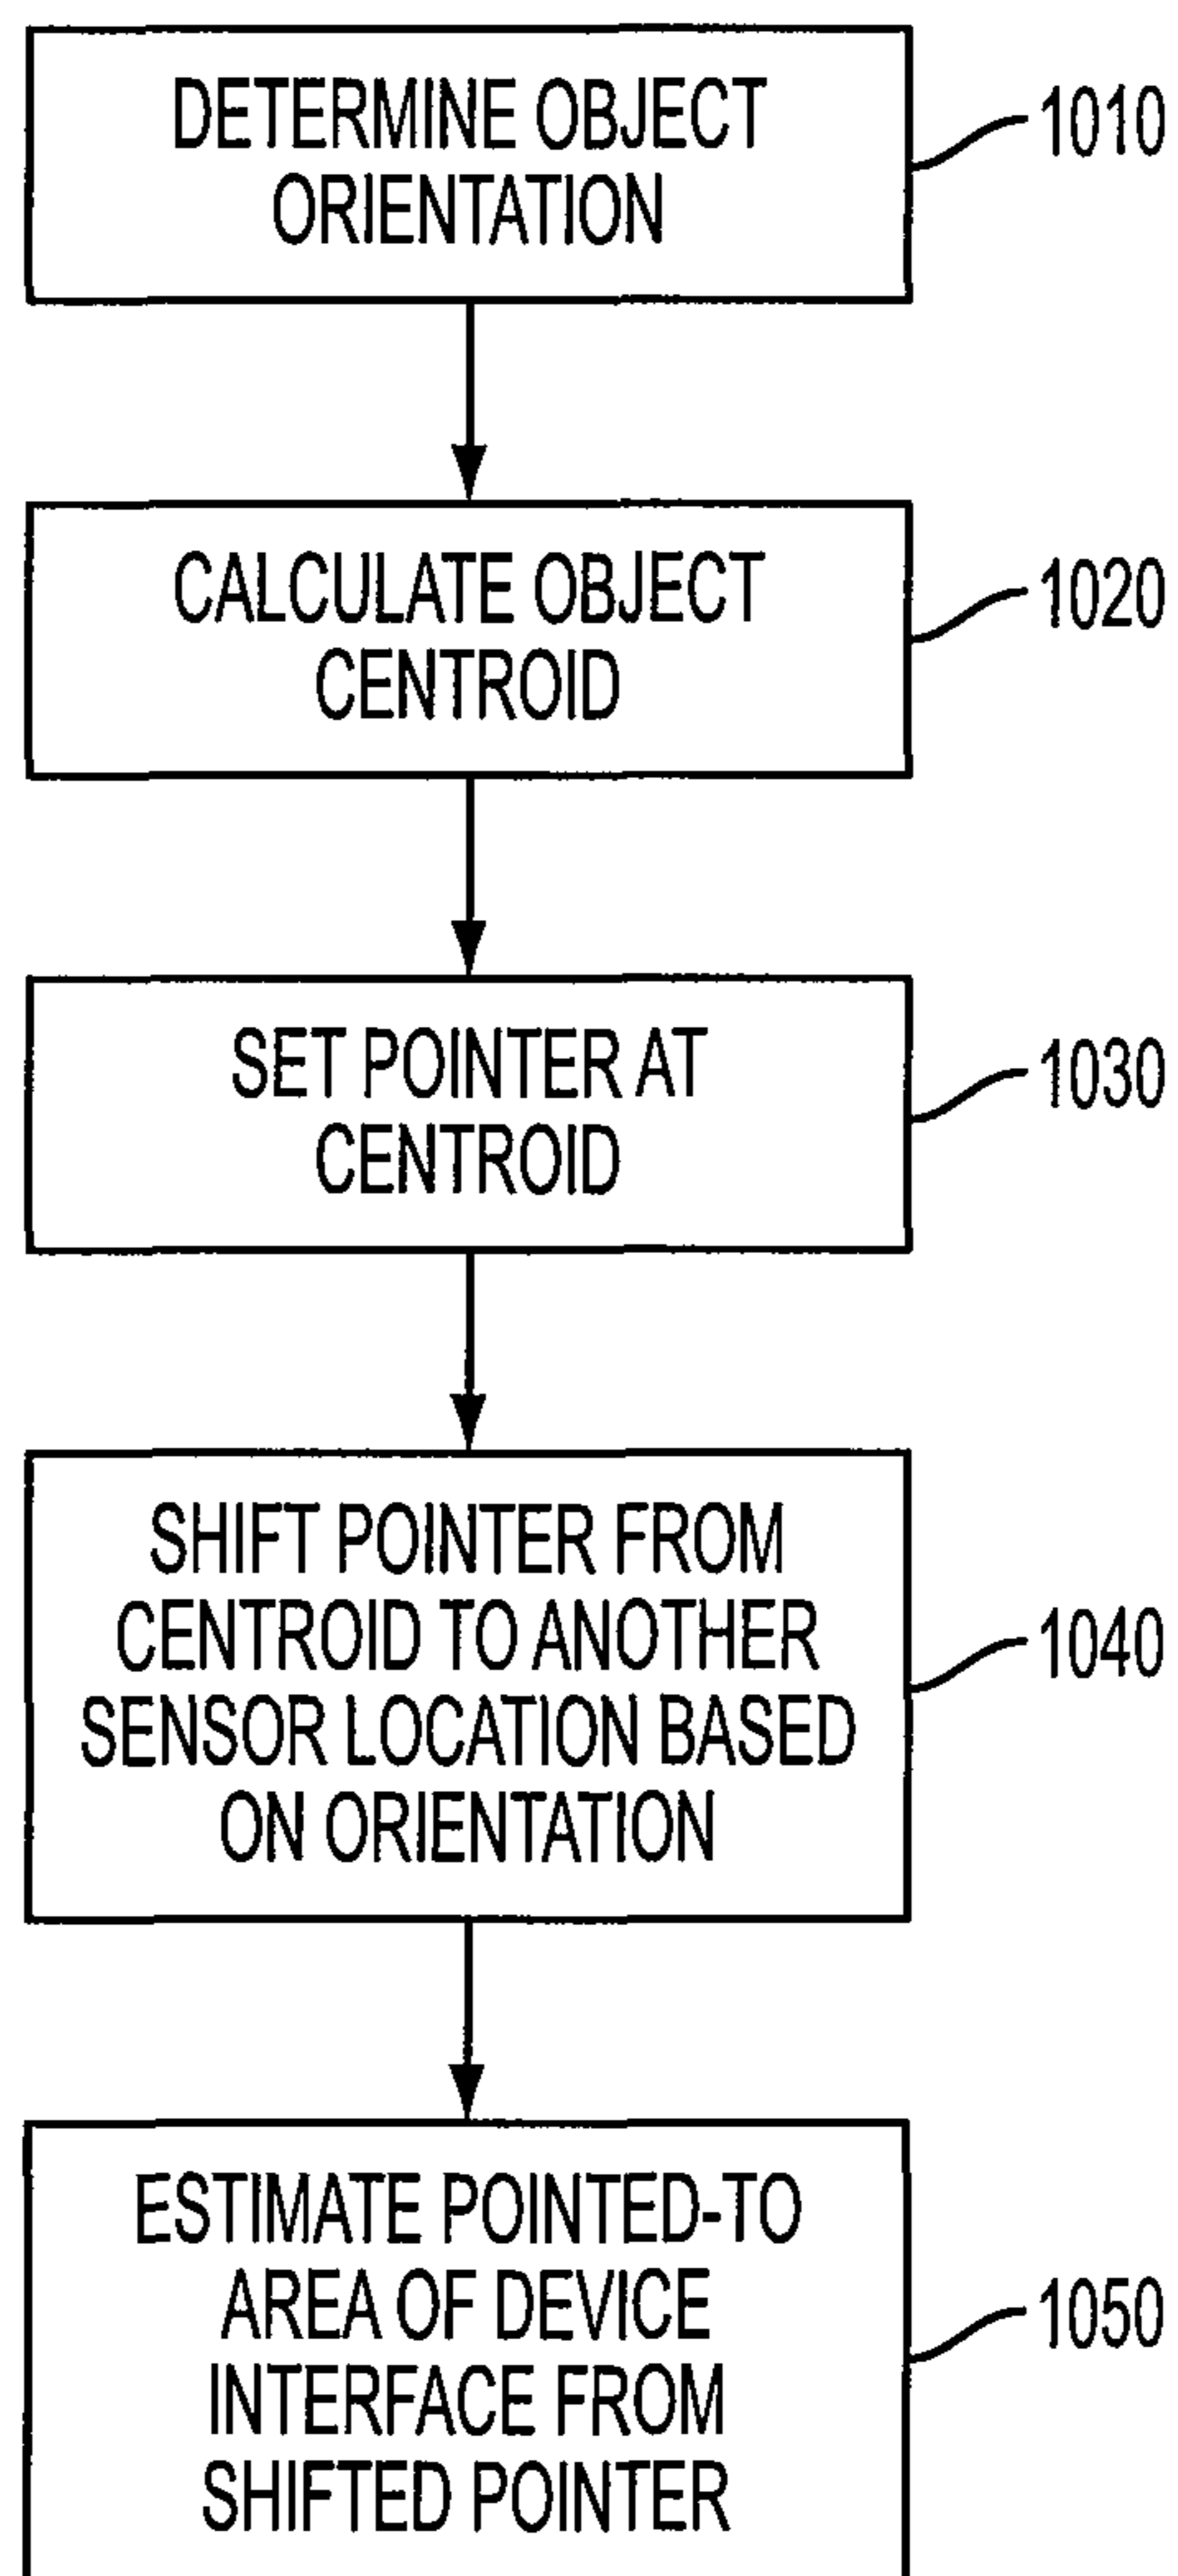 DETERMINE OBJECT
ORIENTATION
1010
CALCULATE OBJECT
CENTROID
1020
SET POINTER AT
CENTROID
1030
SHIFT POINTER FROM
CENTROID TO ANOTHER
SENSOR LOCATION BASED
ON ORIENTATION
1040
ESTIMATE POINTED-TO
AREA OF DEVICE
INTERFACE FROM
SHIFTED POINTER
1050